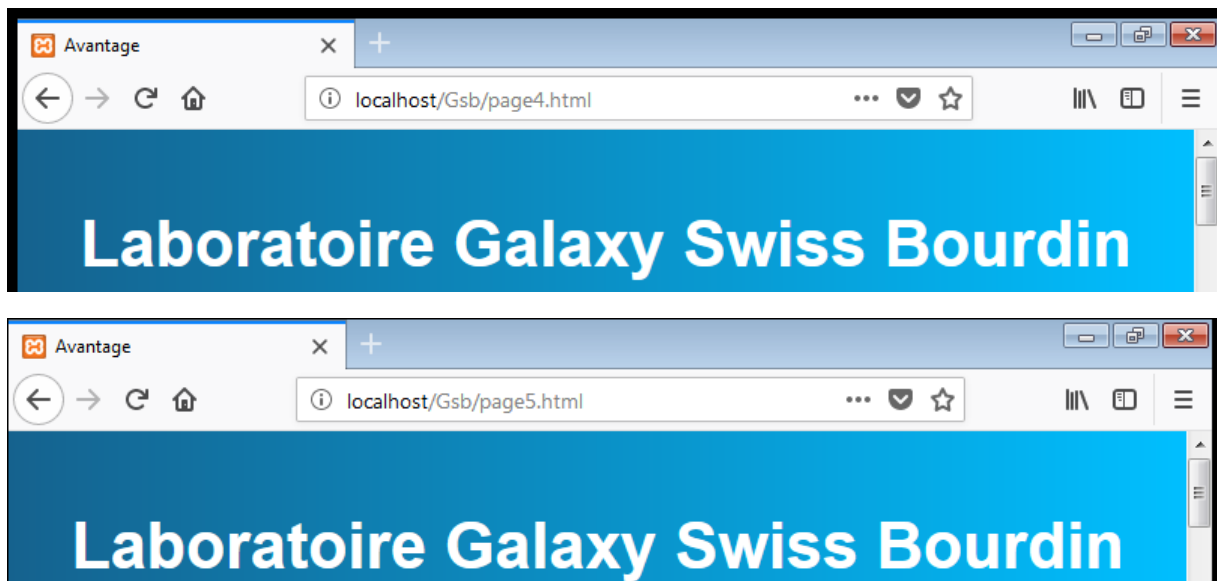 Avantage
localhost/Gsb/page4.html
Laboratoire Galaxy Swiss Bourdin
Avantage
localhost/Gsb/page5.html
Laboratoire Galaxy Swiss Bourdin